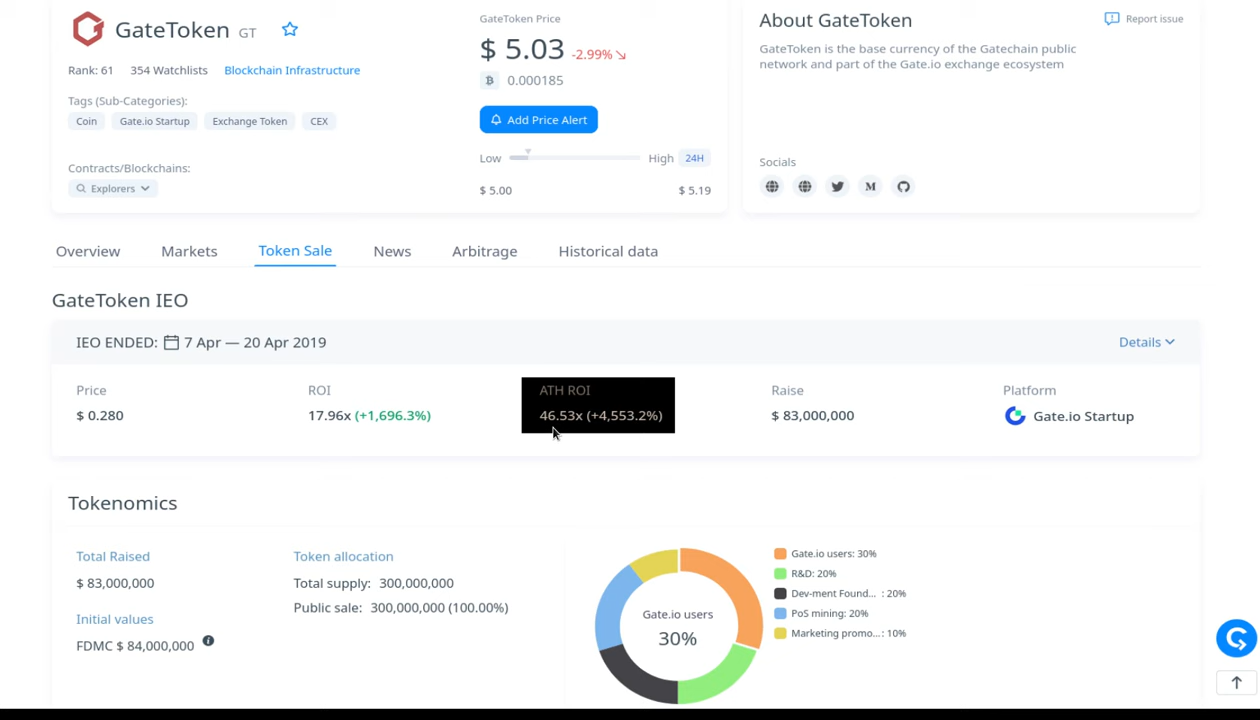 GateToken GT
Rank: 61 354 Watchlists Blockchain Infrastructure
Tags (Sub-Categories):
Coin Gate.io Startup Exchange Token CEX
Contracts/Blockchains:
Explorers
GateToken Price
$ 5.03 -2.99%
0.000185
Add Price Alert
Low High 24H
$ 5.00 $ 5.19
About GateToken
Report issue
GateToken is the base currency of the Gatechain public
network and part of the Gate.io exchange ecosystem
Socials
Overview Markets Token Sale News Arbitrage Historical data
GateToken IEO
IEO ENDED: 7 Apr — 20 Apr 2019 Details
Price ROI ATH ROI Raise Platform
$ 0.280 17.96x (+1,696.3%) 46.53x (+4,553.2%) $ 83,000,000 Gate.io Startup
Tokenomics
Total Raised
$ 83,000,000
Initial values
FDMC $ 84,000,000
Token allocation
Total supply: 300,000,000
Public sale: 300,000,000 (100.00%)
Gate.io users
30%
Gate.io users: 30%
R&D: 20%
Dev-ment Found... : 20%
PoS mining: 20%
Marketing promo...: 10%